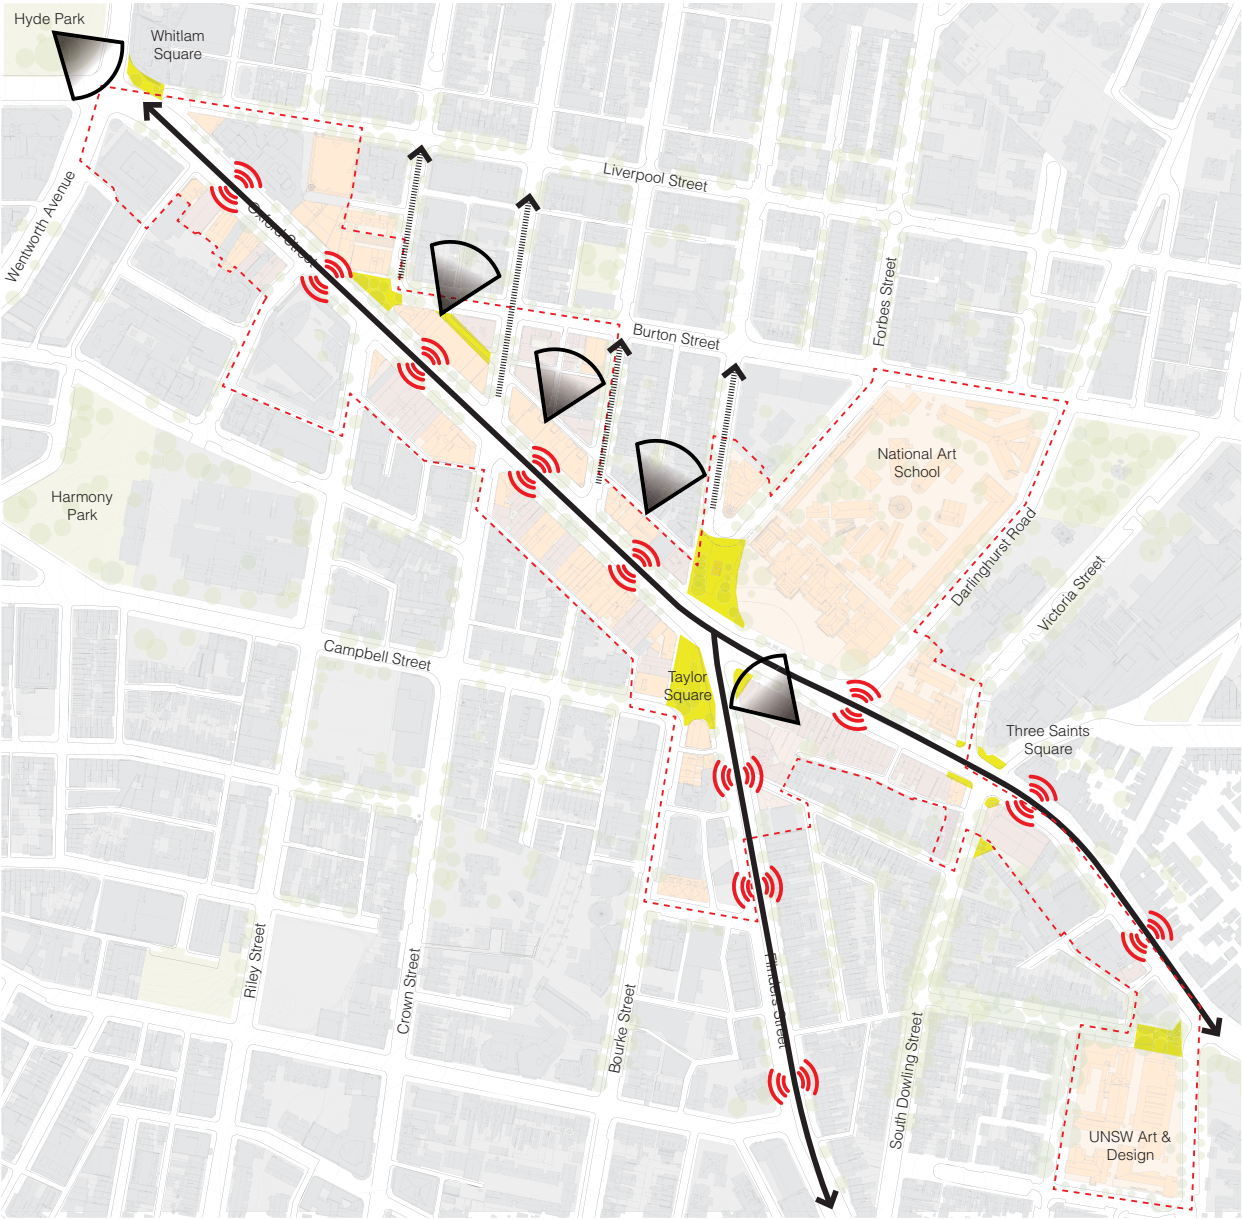 Hyde Park
Whitlam
Square
Wentworth Avenue
Oxford Street
Liverpool Street
Burton Street
Forbes Street
National Art
School
Harmony
Park
Darlinghurst Road
Victoria Street
Campbell Street
Taylor
Square
Three Saints
Square
Riley Street
Crown Street
Bourke Street
Flinders Street
South Dowling Street
UNSW Art &
Design